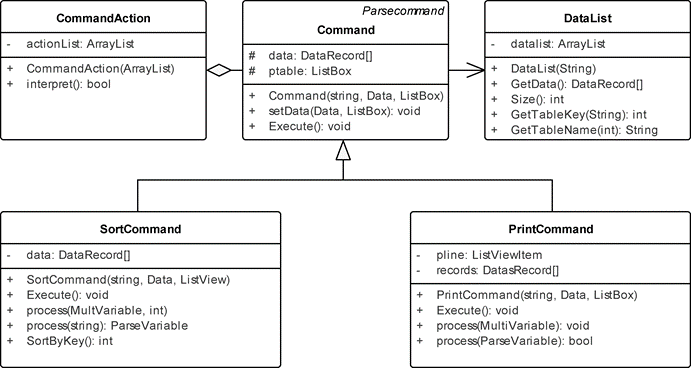 CommandAction
- actionList: ArrayList
+ CommandAction(ArrayList)
+ interpret(): bool
Parsecommand
Command
# data: DataRecord[]
# ptable: ListBox
+ Command(string, Data, ListBox)
+ setData(Data, ListBox): void
+ Execute(): void
DataList
- datalist: ArrayList
+ DataList(String)
+ GetData(): DataRecord[]
+ Size(): int
+ GetTableKey(String): int
+ GetTableName(int): String
SortCommand
- data: DataRecord[]
+ SortCommand(string, Data, ListView)
+ Execute(): void
+ process(MultVariable, int)
+ process(string): ParseVariable
+ SortByKey(): int
PrintCommand
- pline: ListViewItem
- records: DatasRecord[]
+ PrintCommand(string, Data, ListBox)
+ Execute(): void
+ process(MultiVariable): void
+ process(ParseVariable): bool